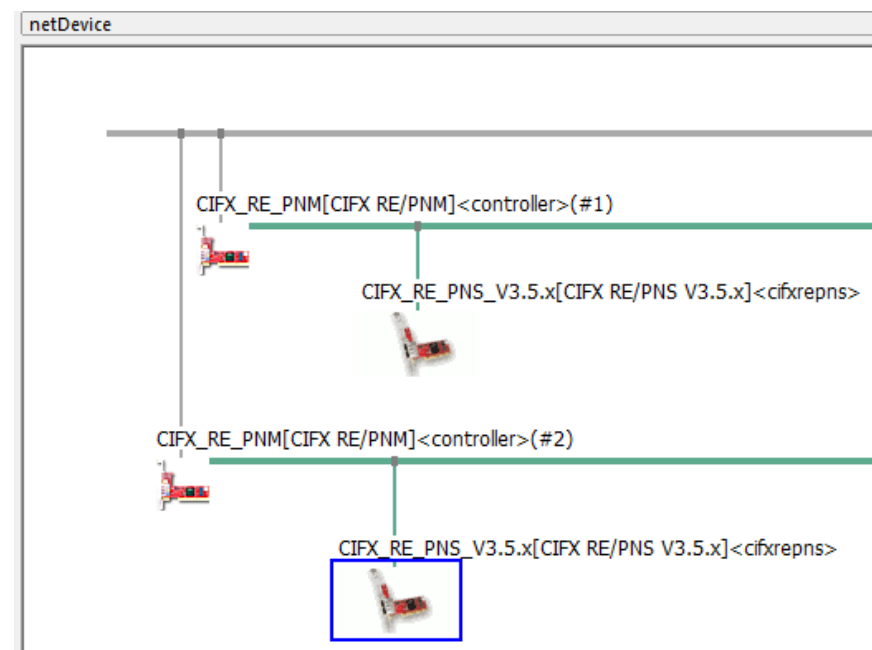 netDevice
CIFX_RE_PNM[CIFX RE/PNM]<controller>(#1)
CIFX_RE_PNS_V3.5.x[CIFX RE/PNS V3.5.x]<cifxrepns>
CIFX_RE_PNM[CIFX RE/PNM]<controller>(#2)
CIFX_RE_PNS_V3.5.x[CIFX RE/PNS V3.5.x]<cifxrepns>